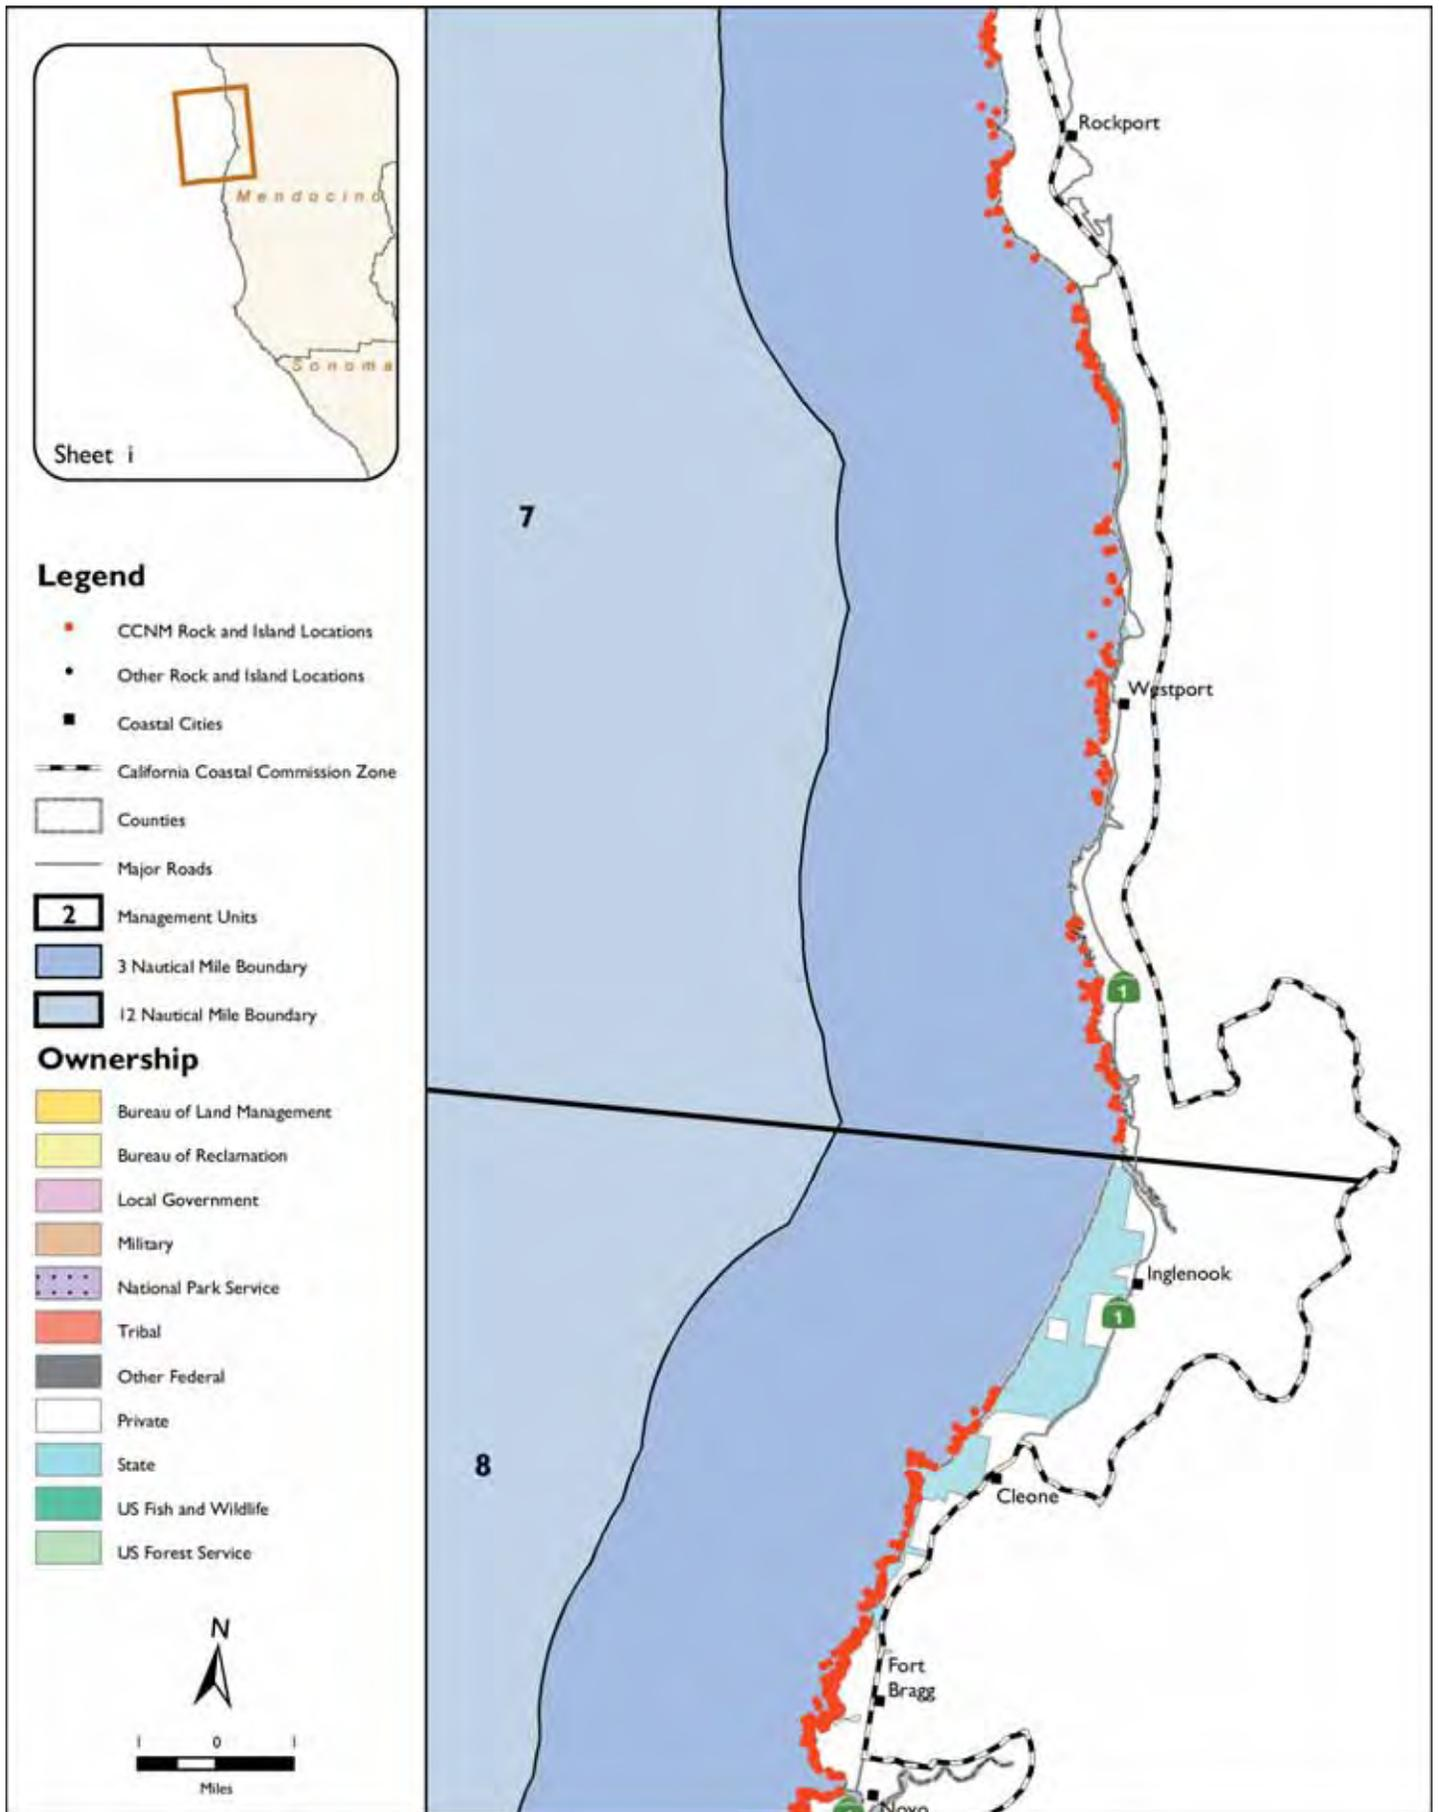 Mendocino
Sonoma
Sheet i
Legend
CCNM Rock and Island Locations
Other Rock and Island Locations
Coastal Cities
California Coastal Commission Zone
Counties
Major Roads
2
Management Units
3 Nautical Mile Boundary
12 Nautical Mile Boundary
Ownership
Bureau of Land Management
Bureau of Reclamation
Local Government
Military
National Park Service
Tribal
Other Federal
Private
State
US Fish and Wildlife
US Forest Service
N
1 0 1
Miles
Rockport
7
Westport
1
Inglenook
1
8
Cleone
Fort
Bragg
Noyo